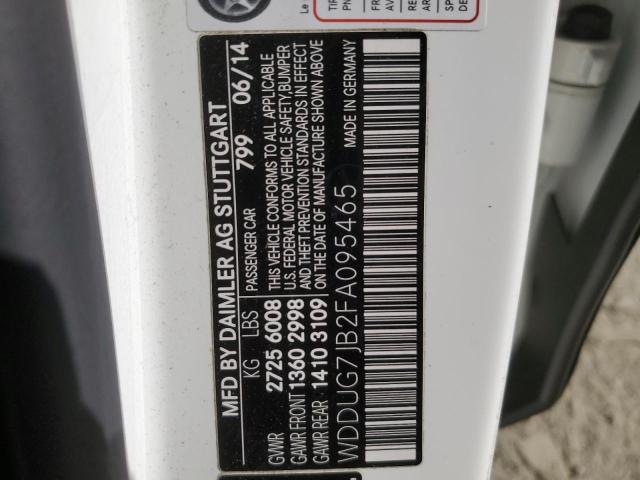 MFD BY DAIMLER AG STUTTGART
KG LBS 799 06/14
PASSENGER CAR
GVWR 2725 6008
GAWR FRONT 1360 2998
GAWR REAR 1410 3109
THIS VEHICLE CONFORMS TO ALL APPLICABLE
U.S. FEDERAL MOTOR VEHICLE SAFETY, BUMPER
AND THEFT PREVENTION STANDARDS IN EFFECT
ON THE DATE OF MANUFACTURE SHOWN ABOVE
WDDUG7JB2FA095465 MADE IN GERMANY
Le